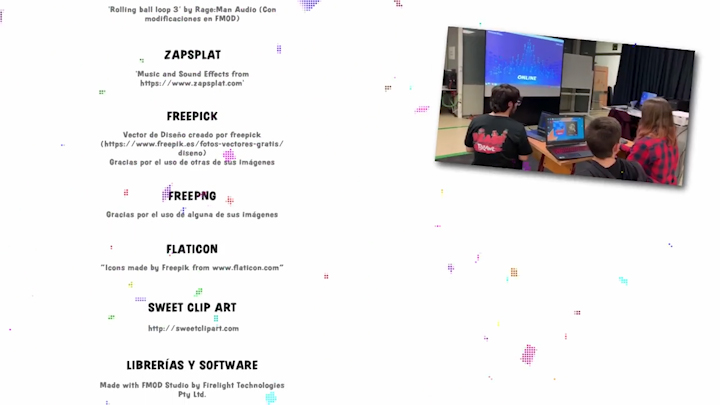 'Rolling ball loop 3' by Rage:Man Audio (Con
modificaciones en FMOD)
ZAPSPLAT
'Music and Sound Effects from
https://www.zapsplat.com'
FREEPICK
Vector de Diseño creado por freepick
(https://www.freepik.es/fotos-vectores-gratis/
diseno)
Gracias por el uso de otras de sus imágenes
FREEPNG
Gracias por el uso de alguna de sus imágenes
FLATICON
"Icons made by Freepik from www.flaticon.com"
SWEET CLIP ART
http://sweetclipart.com
LIBRERÍAS Y SOFTWARE
Made with FMOD Studio by Firelight Technologies
Pty Ltd.
ONLINE